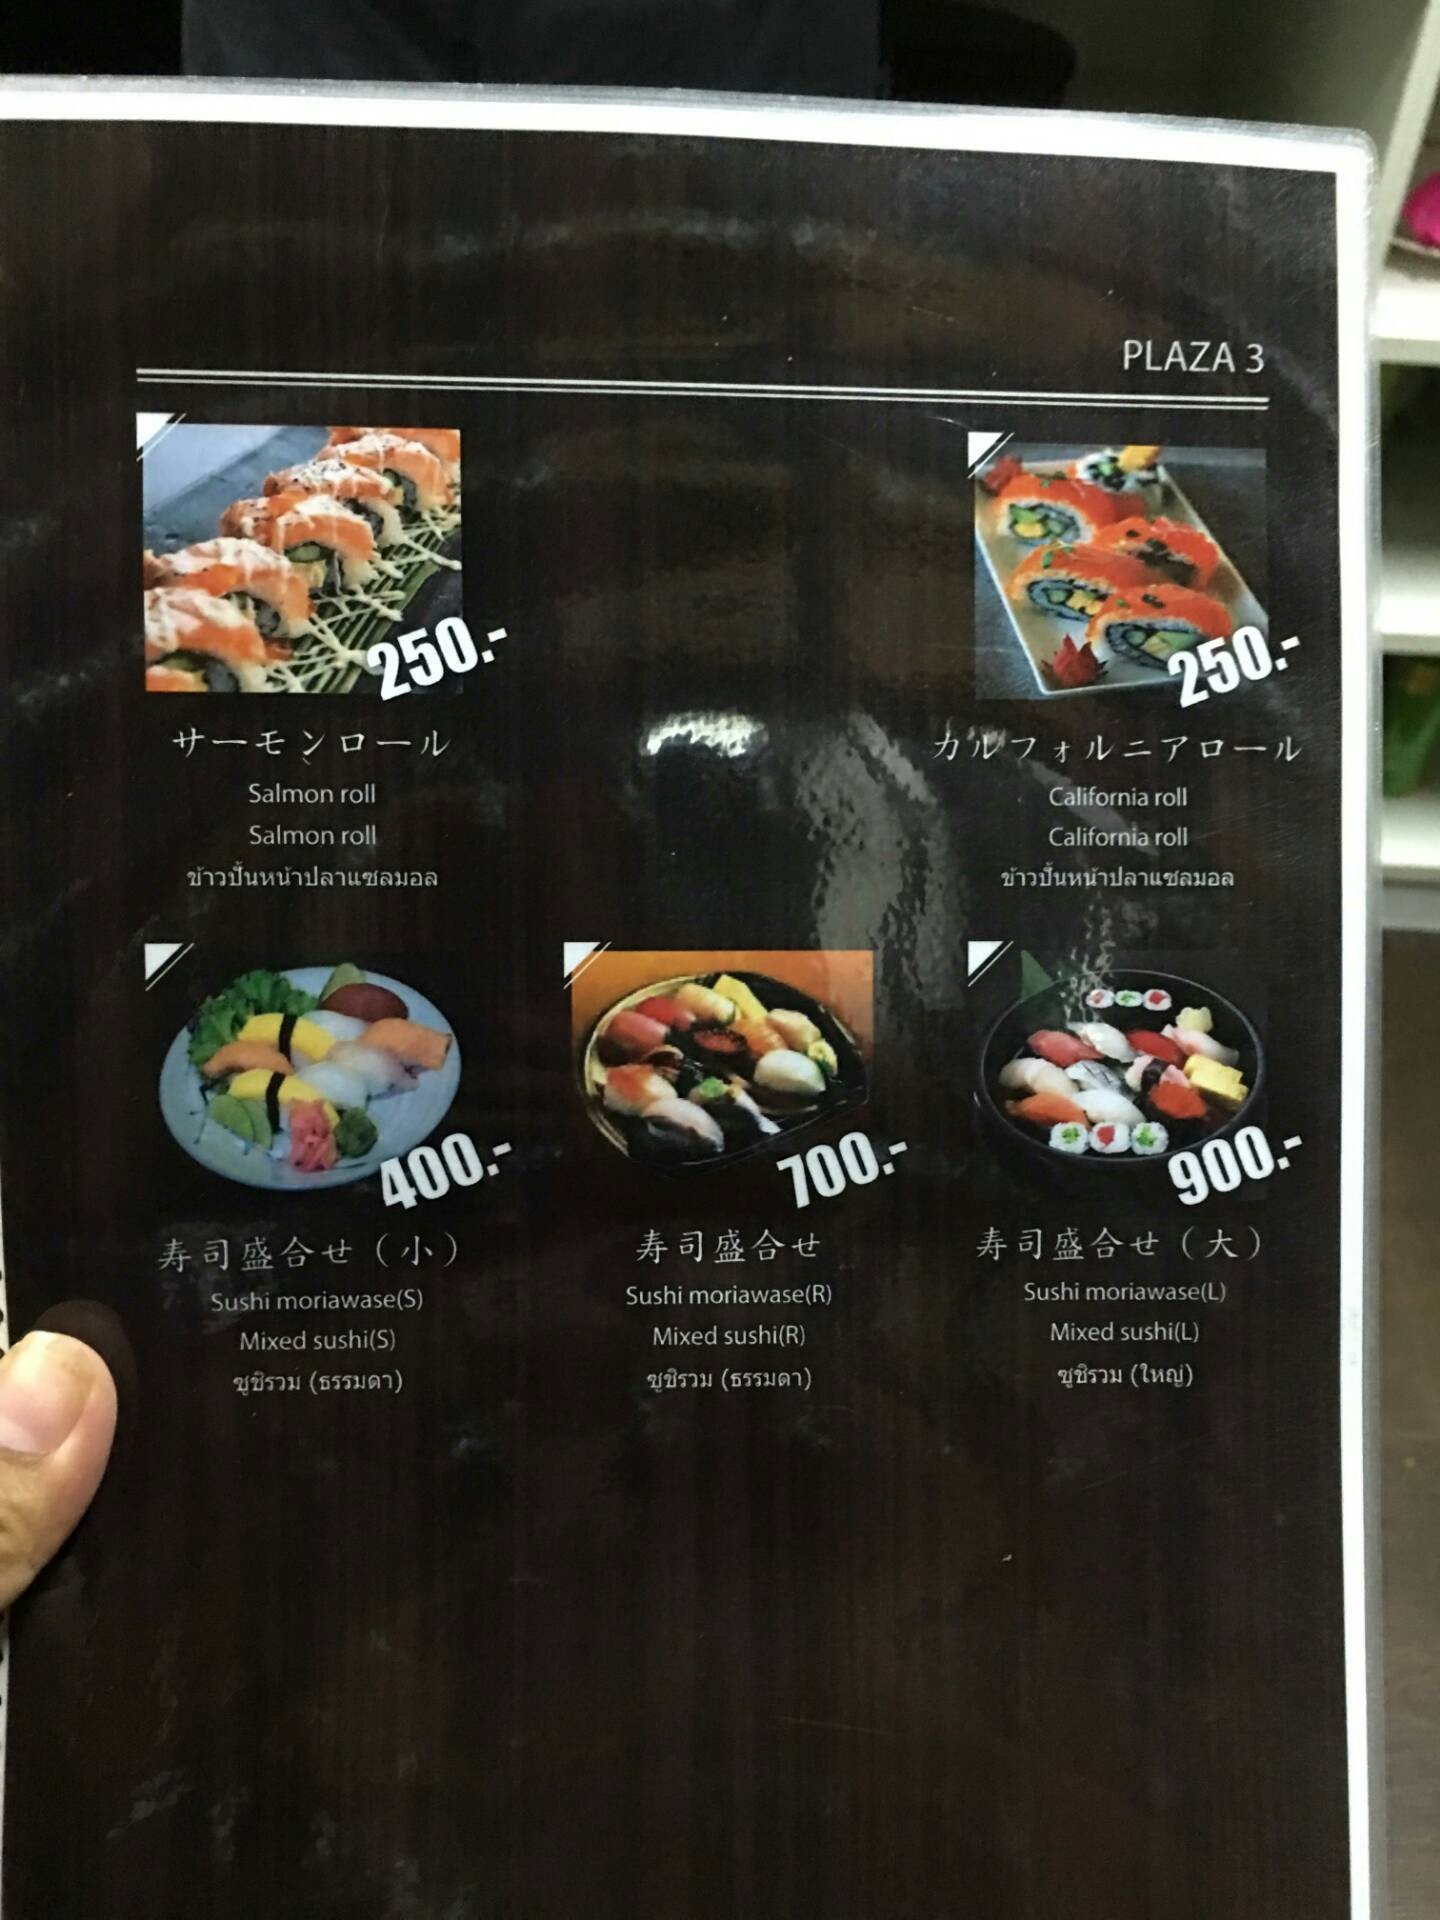 PLAZA 3
250.-
サーモンロール
Salmon roll
Salmon roll
ข้าวปั้นหน้าปลาแซลมอล
250.-
カルフォルニアロール
California roll
California roll
ข้าวปั้นหน้าปลาแซลมอล
400.-
寿司盛合せ（小）
Sushi moriawase(S)
Mixed sushi(S)
ซูชิรวม (ธรรมดา)
700.-
寿司盛合せ
Sushi moriawase(R)
Mixed sushi(R)
ซูชิรวม (ธรรมดา)
900.-
寿司盛合せ（大）
Sushi moriawase(L)
Mixed sushi(L)
ซูชิรวม (ใหญ่)